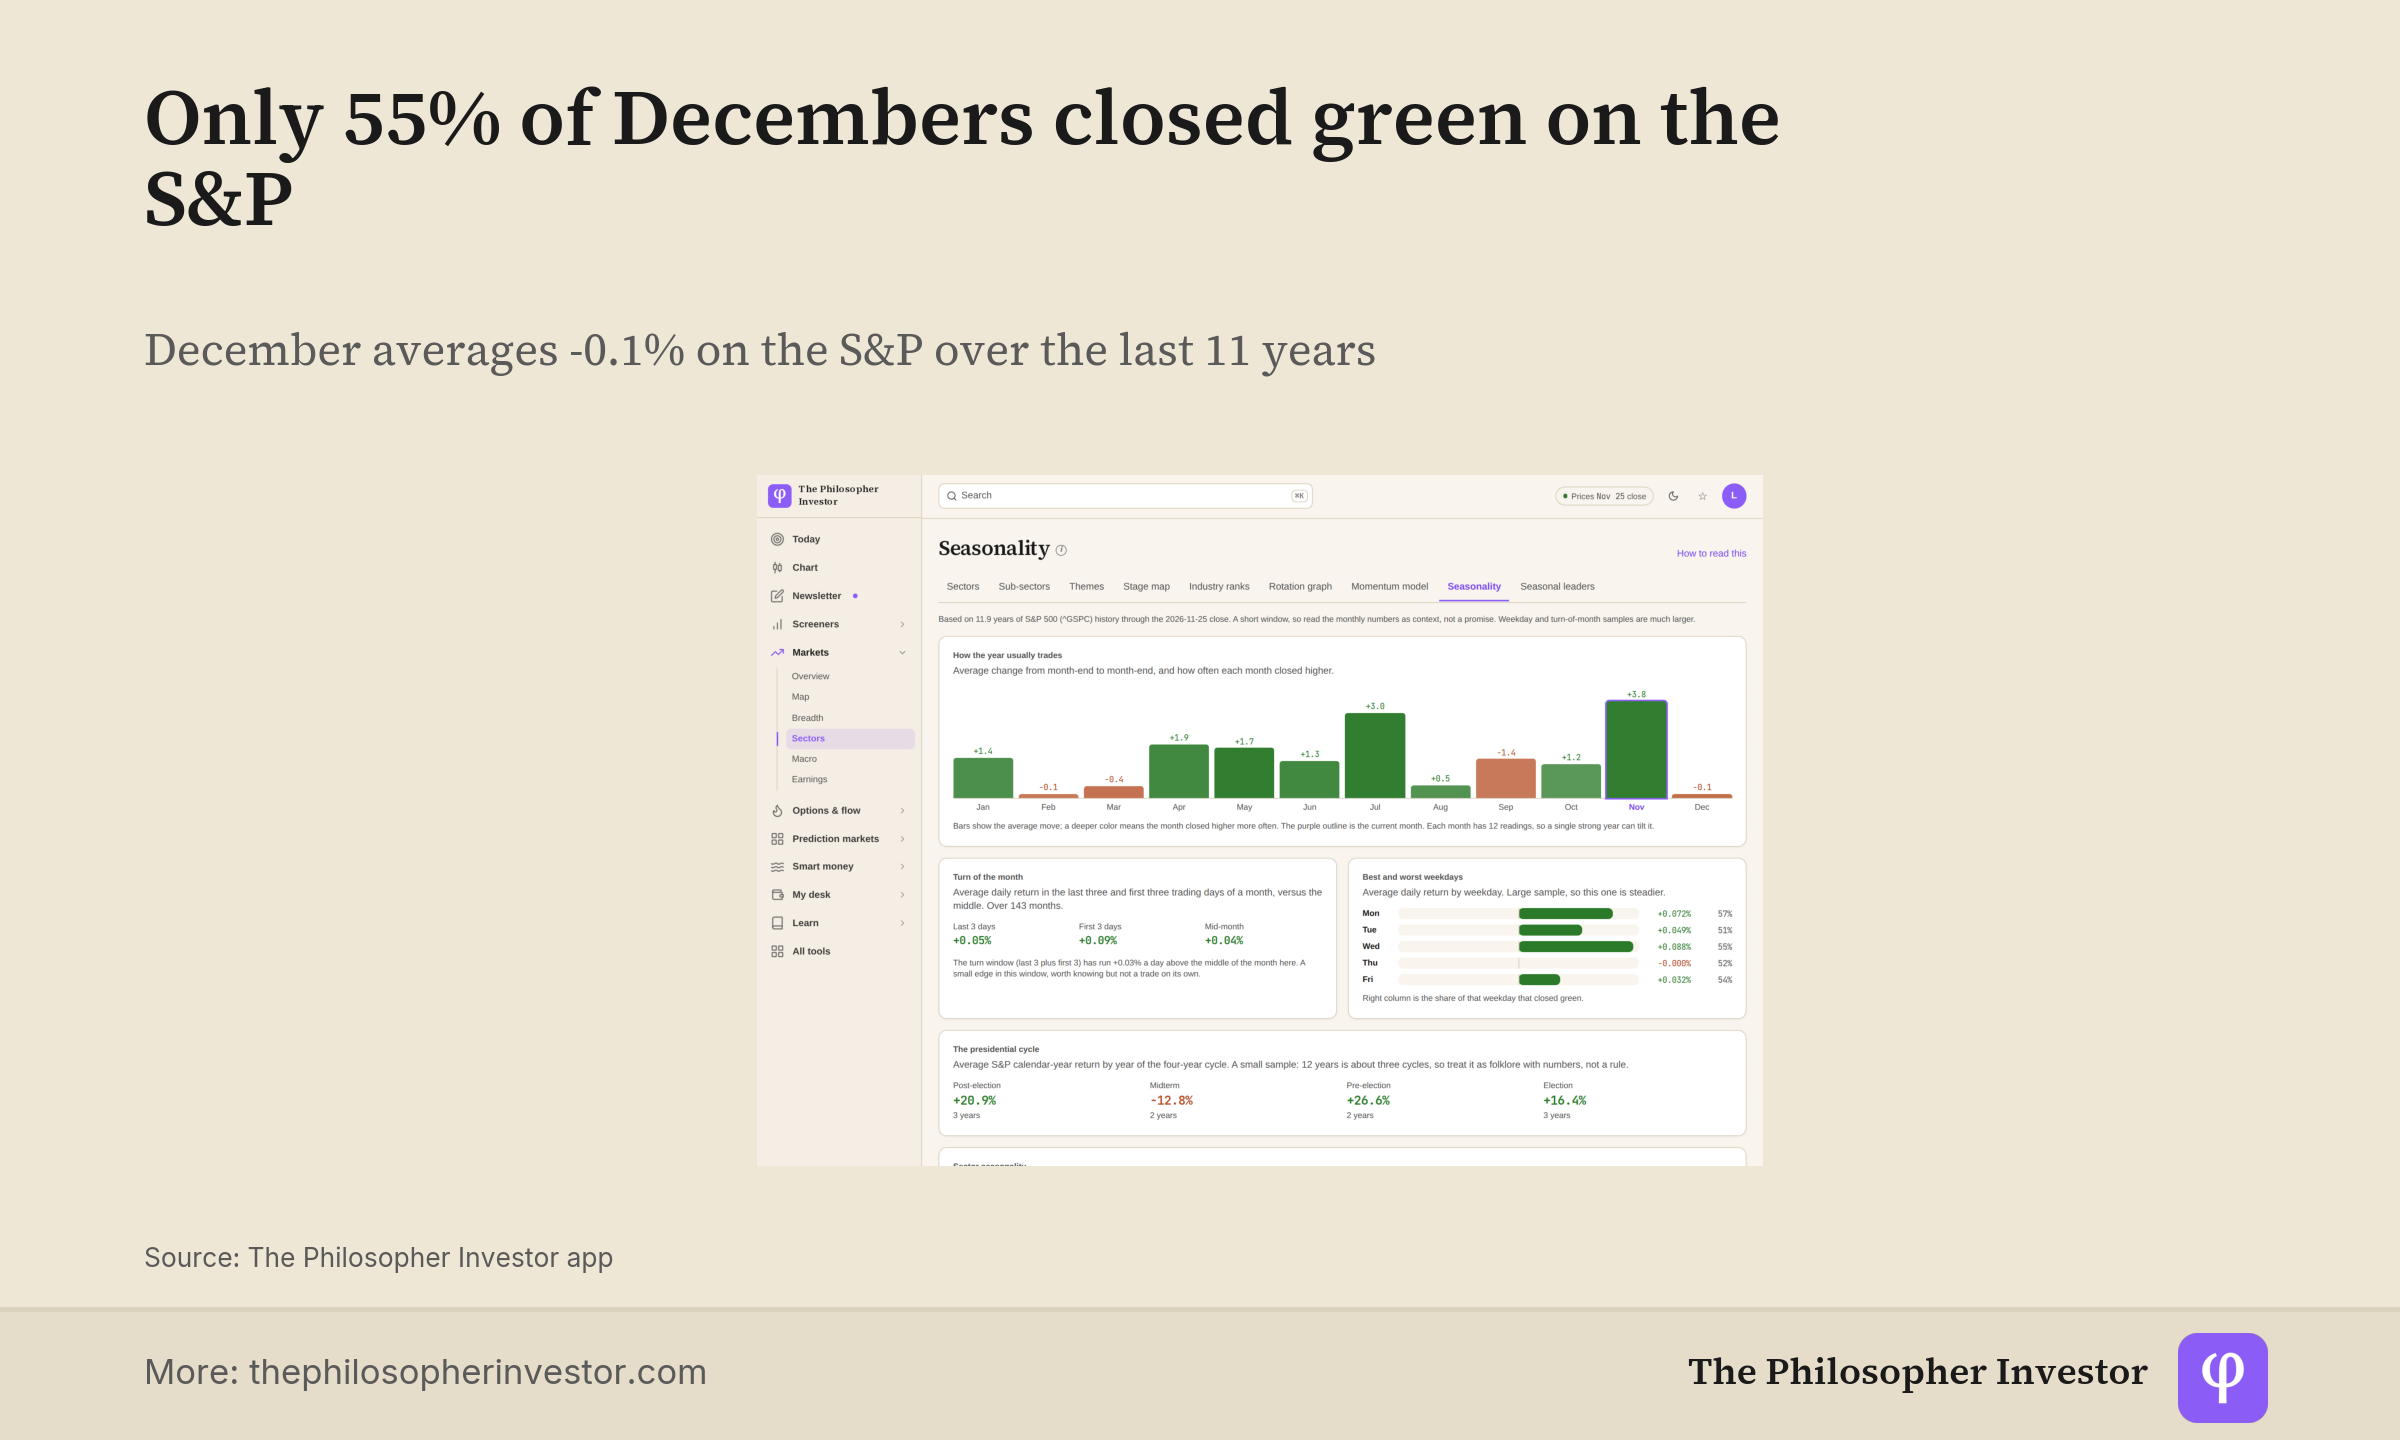 Only 55% of Decembers closed green on the
S&P
December averages -0.1% on the S&P over the last 11 years
φ
The Philosopher
Investor
Search
⌘K
Prices Nov 25 close
L
Today
Chart
Newsletter
Screeners
Markets
Overview
Map
Breadth
Sectors
Macro
Earnings
Options & flow
Prediction markets
Smart money
My desk
Learn
All tools
Seasonality
How to read this
Sectors Sub-sectors Themes Stage map Industry ranks Rotation graph Momentum model Seasonality Seasonal leaders
Based on 11.9 years of S&P 500 (^GSPC) history through the 2026-11-25 close. A short window, so read the monthly numbers as context, not a promise. Weekday and turn-of-month samples are much larger.
How the year usually trades
Average change from month-end to month-end, and how often each month closed higher.
+1.4 -0.1 -0.4 +1.9 +1.7 +1.3 +3.0 +0.5 -1.4 +1.2 +3.8 -0.1
Jan Feb Mar Apr May Jun Jul Aug Sep Oct Nov Dec
Bars show the average move; a deeper color means the month closed higher more often. The purple outline is the current month. Each month has 12 readings, so a single strong year can tilt it.
Turn of the month
Average daily return in the last three and first three trading days of a month, versus the
middle. Over 143 months.
Last 3 days First 3 days Mid-month
+0.05% +0.09% +0.04%
The turn window (last 3 plus first 3) has run +0.03% a day above the middle of the month here. A
small edge in this window, worth knowing but not a trade on its own.
Best and worst weekdays
Average daily return by weekday. Large sample, so this one is steadier.
Mon +0.072% 57%
Tue +0.049% 51%
Wed +0.088% 55%
Thu -0.000% 52%
Fri +0.032% 54%
Right column is the share of that weekday that closed green.
The presidential cycle
Average S&P calendar-year return by year of the four-year cycle. A small sample: 12 years is about three cycles, so treat it as folklore with numbers, not a rule.
Post-election Midterm Pre-election Election
+20.9% -12.8% +26.6% +16.4%
3 years 2 years 2 years 3 years
Sector seasonality
Source: The Philosopher Investor app
More: thephilosopherinvestor.com
The Philosopher Investor
φ